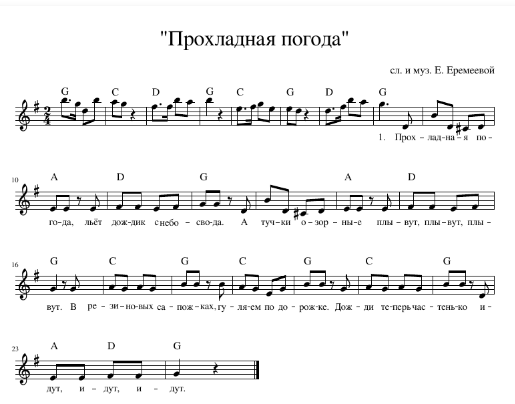 "Прохладная погода"
сл. и муз. Е. Еремеевой
G C D G C G D G
1. Прох – лад – на – я по –
10 A D G A D
го-да, льёт дож-дик с небо – сво-да. А туч-ки о – зор – ны-е плы – вут, плы-вут, плы-
16 G C G C G C G
вут. В ре – зи-но-вых са – пож-ках, гу – ля-ем по до – рож-ке. Дож- ди те-перь час – тень-ко и -
23 A D G
дут, и – дут, и – дут.